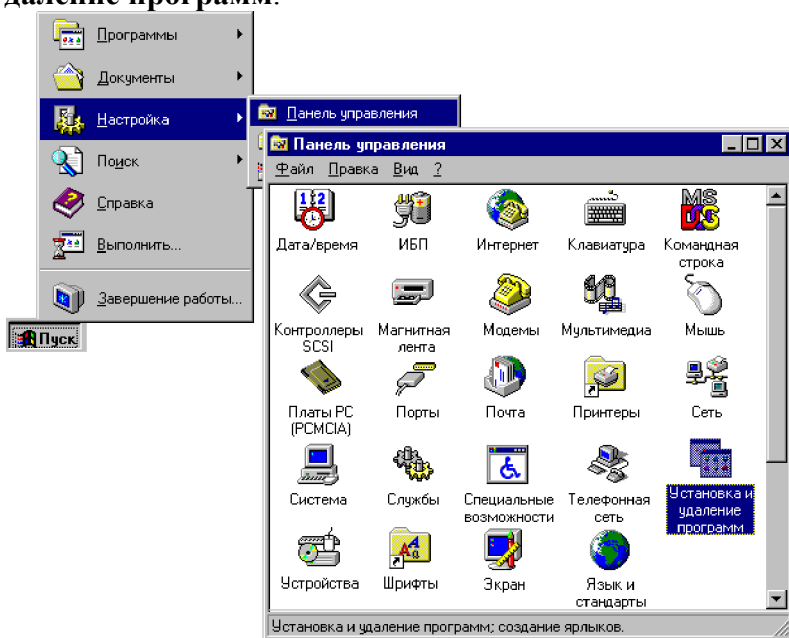 даление программ.
Программы
Документы
Настройка
Поиск
Справка
Выполнить...
Завершение работы...
Пуск
Панель управления
Панель управления
Файл Правка Вид ?
Дата/время
ИБП
Интернет
Клавиатура
Командная
строка
Контроллеры
SCSI
Магнитная
лента
Модемы
Мультимедиа
Мышь
Платы PC
(PCMCIA)
Порты
Почта
Принтеры
Сеть
Система
Службы
Специальные
возможности
Телефонная
сеть
Установка и
удаление
программ
Устройства
Шрифты
Экран
Язык и
стандарты
Установка и удаление программ; создание ярлыков.